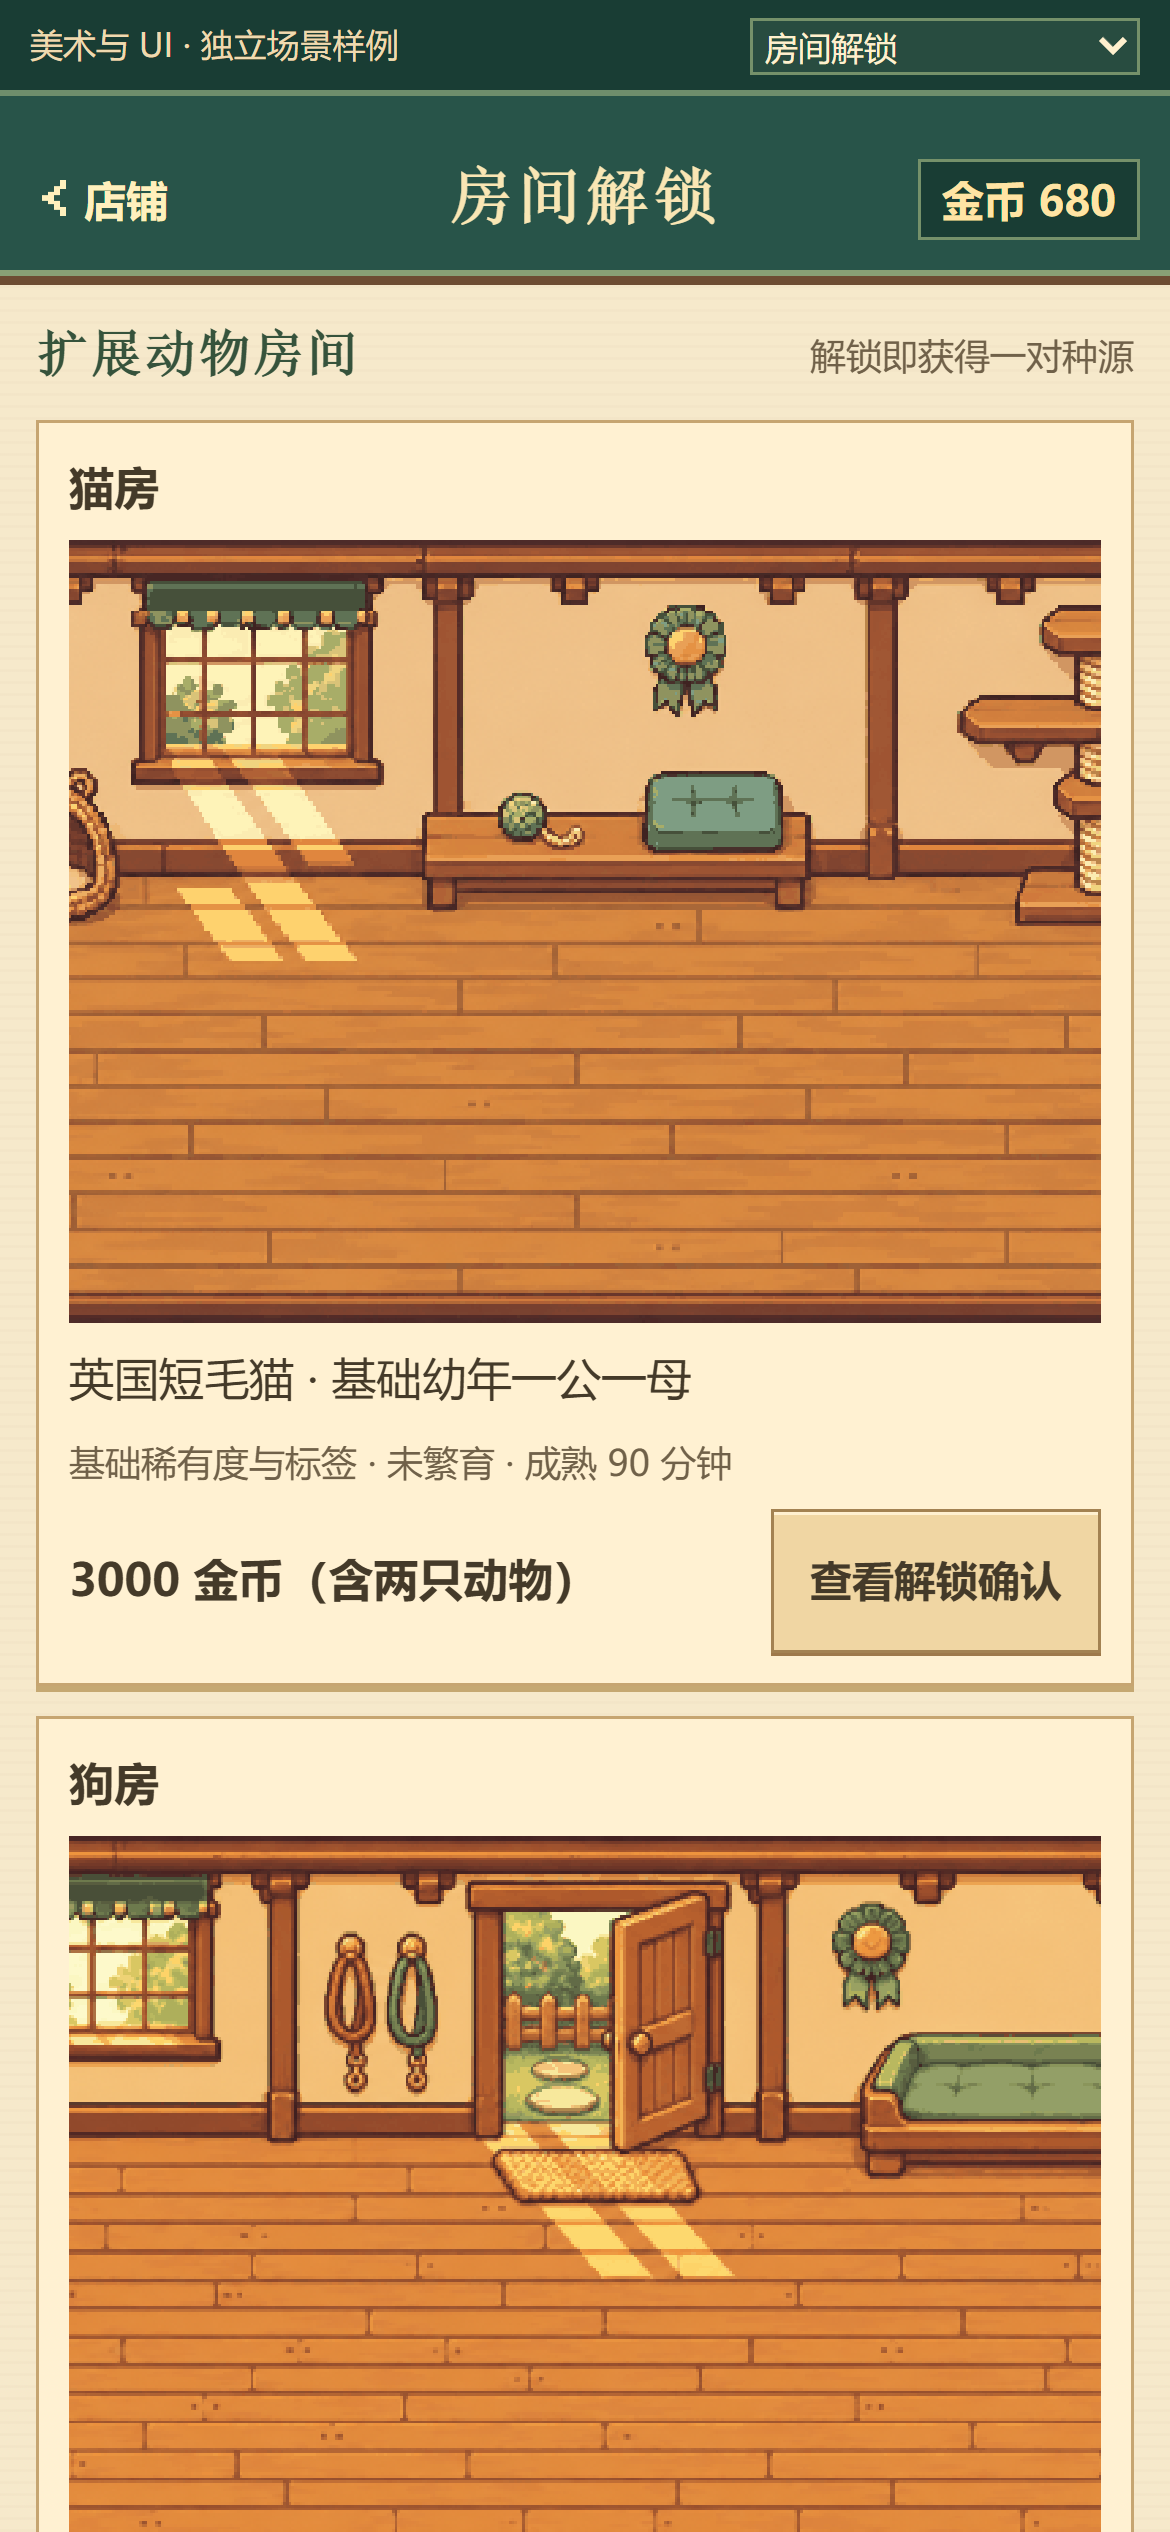 美术与 UI · 独立场景样例
房间解锁
店铺
房间解锁
金币 680
扩展动物房间
解锁即获得一对种源
猫房
英国短毛猫 · 基础幼年一公一母
基础稀有度与标签 · 未繁育 · 成熟 90 分钟
3000 金币（含两只动物）
查看解锁确认
狗房